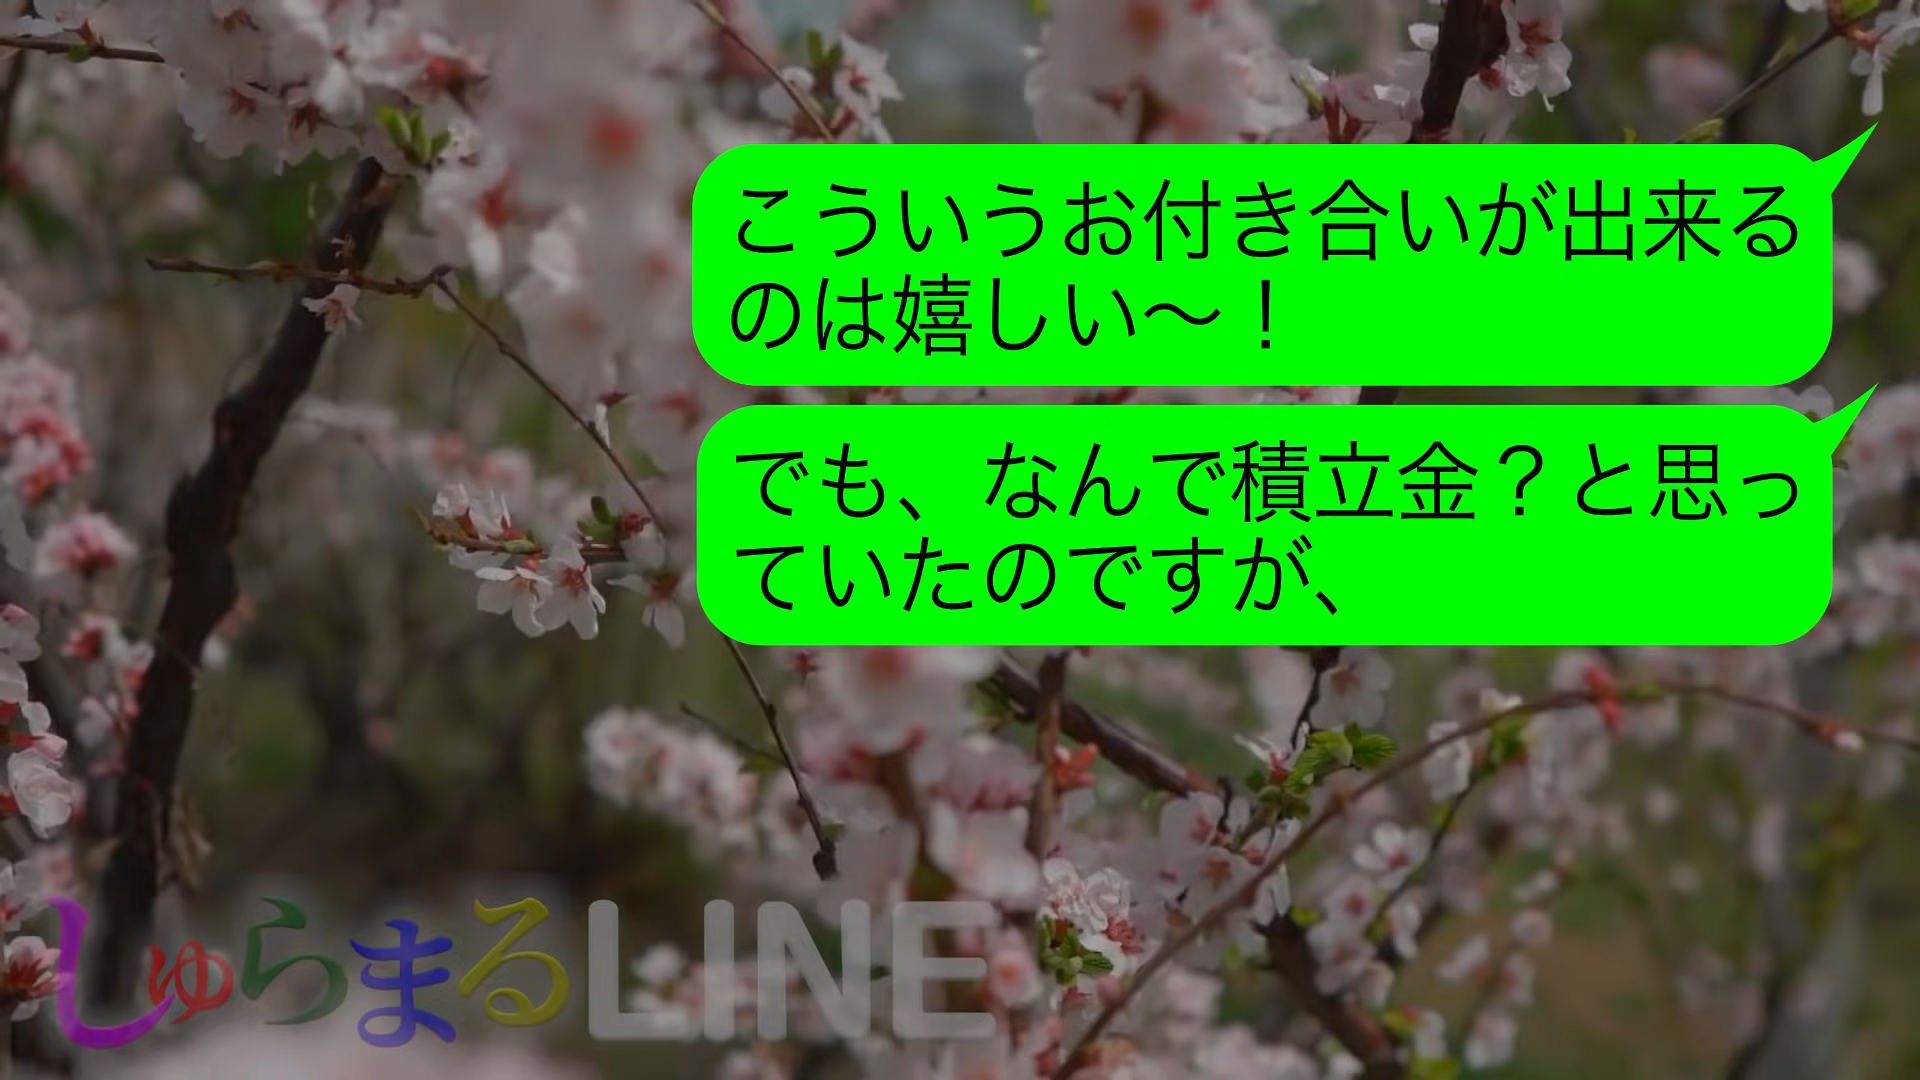 こういうお付き合いが出来る
のは嬉しい〜！
でも、なんで積立金？と思っ
ていたのですが、
しゅらまるLINE